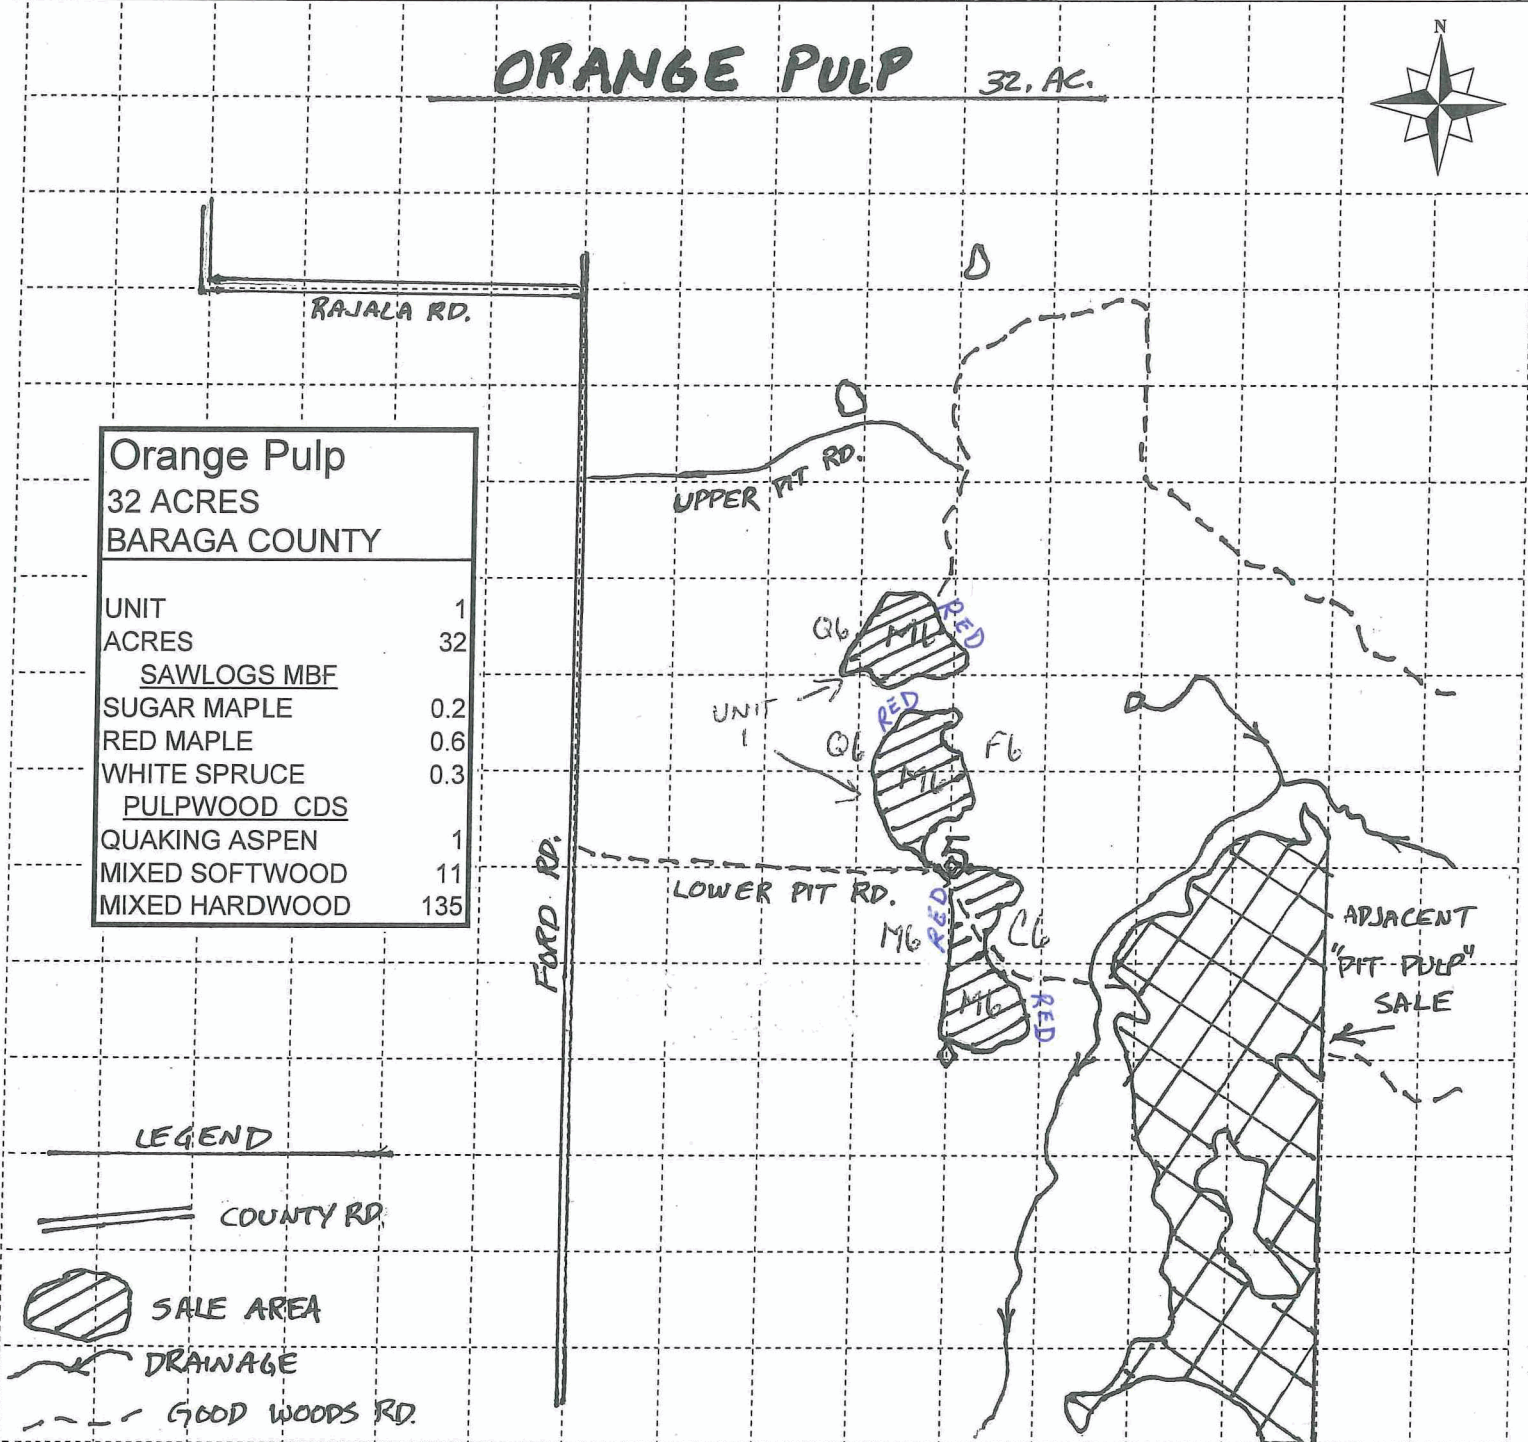 ORANGE PULP 32. AC.
N
RAJALA RD.
UPPER PIT RD.
Orange Pulp
32 ACRES
BARAGA COUNTY
UNIT 1
ACRES 32
SAWLOGS MBF
SUGAR MAPLE 0.2
RED MAPLE 0.6
WHITE SPRUCE 0.3
PULPWOOD CDS
QUAKING ASPEN 1
MIXED SOFTWOOD 11
MIXED HARDWOOD 135
Q6
M6
RED
UNIT
1
RED
Q6
M6
F6
FORD RD.
LOWER PIT RD.
M6
RED
C6
M6
RED
ADJACENT
"PIT PULP"
SALE
LEGEND
COUNTY RD.
SALE AREA
DRAINAGE
GOOD WOODS RD.